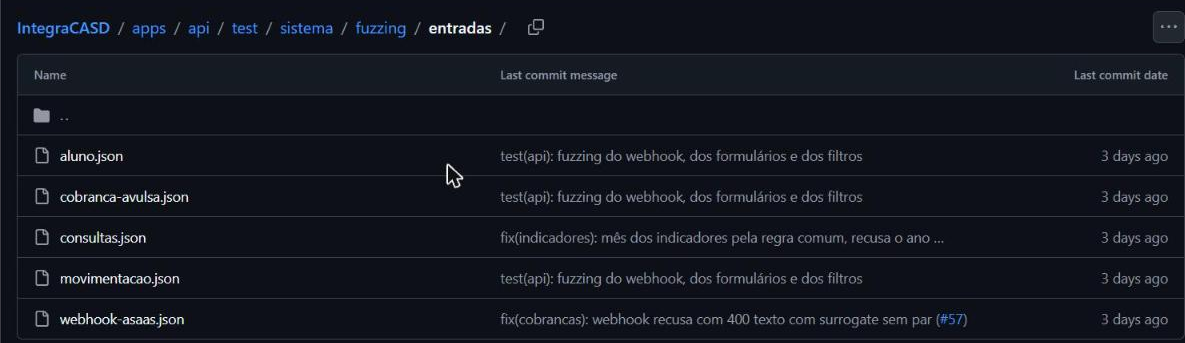 IntegraCASD / apps / api / test / sistema / fuzzing / entradas /
Name Last commit message Last commit date
..
aluno.json test(api): fuzzing do webhook, dos formulários e dos filtros 3 days ago
cobranca-avulsa.json test(api): fuzzing do webhook, dos formulários e dos filtros 3 days ago
consultas.json fix(indicadores): mês dos indicadores pela regra comum, recusa o ano ... 3 days ago
movimentacao.json test(api): fuzzing do webhook, dos formulários e dos filtros 3 days ago
webhook-asaas.json fix(cobrancas): webhook recusa com 400 texto com surrogate sem par (#57) 3 days ago